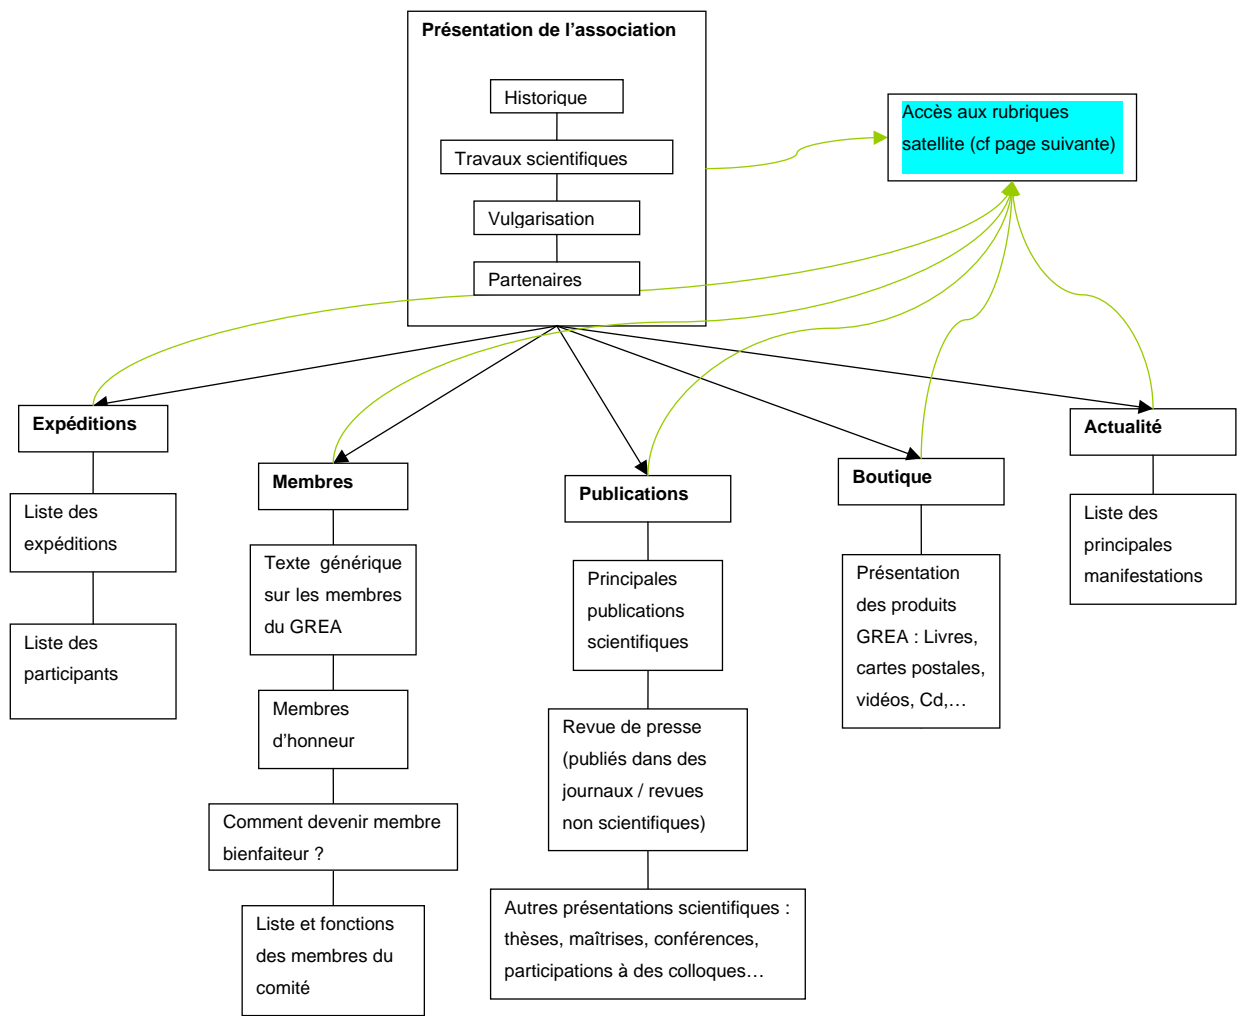 Présentation de l'association
Historique
Travaux scientifiques
Vulgarisation
Partenaires
Accès aux rubriques
satellite (cf page suivante)
Expéditions
Liste des
expéditions
Liste des
participants
Membres
Texte générique
sur les membres
du GREA
Membres
d'honneur
Comment devenir membre
bienfaiteur ?
Liste et fonctions
des membres du
comité
Publications
Principales
publications
scientifiques
Revue de presse
(publiés dans des
journaux / revues
non scientifiques)
Autres présentations scientifiques :
thèses, maîtrises, conférences,
participations à des colloques…
Boutique
Présentation
des produits
GREA : Livres,
cartes postales,
vidéos, Cd,…
Actualité
Liste des
principales
manifestations